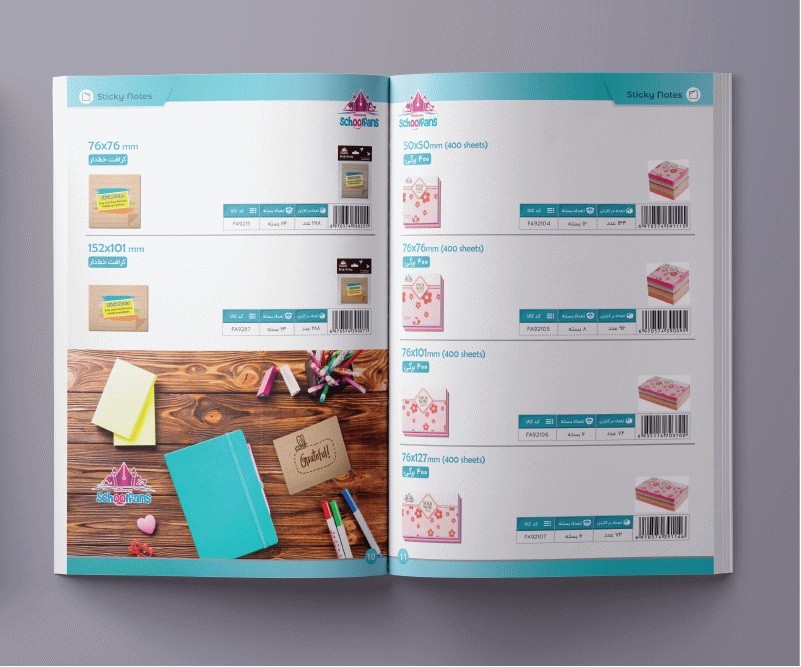 Sticky Notes
SchoolFans
76x76 mm
کرافت خط‌دار
کد کالا
تعداد بسته
تعداد در کارتن
FA9215
۲۴ بسته
۲۸۸ عدد
152x101 mm
کرافت خط‌دار
کد کالا
تعداد بسته
تعداد در کارتن
FA9287
۲۴ بسته
۲۸۸ عدد
SchoolFans
Grateful!
10
Sticky Notes
SchoolFans
50x50mm (400 sheets)
۴۰۰ برگی
کد کالا
تعداد بسته
تعداد در کارتن
FA92104
۱۲ بسته
۱۴۴ عدد
76x76mm (400 sheets)
۴۰۰ برگی
کد کالا
تعداد بسته
تعداد در کارتن
FA92105
۸ بسته
۹۶ عدد
76x101mm (400 sheets)
۴۰۰ برگی
کد کالا
تعداد بسته
تعداد در کارتن
FA92106
۶ بسته
۷۲ عدد
76x127mm (400 sheets)
۴۰۰ برگی
کد کالا
تعداد بسته
تعداد در کارتن
FA92107
۶ بسته
۷۲ عدد
11